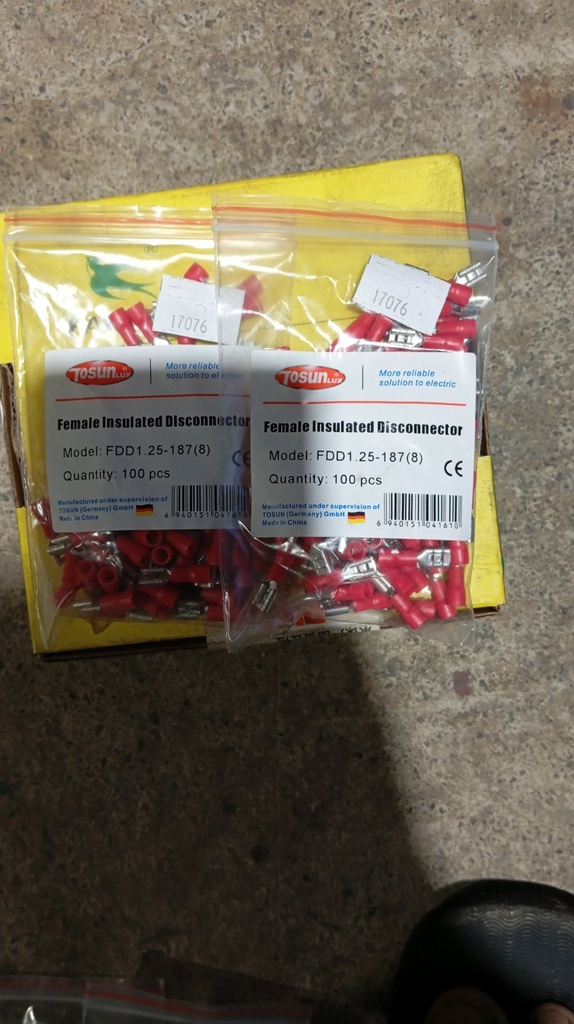 17076
TOSUNLUX®
More reliable
solution to electric
Female Insulated Disconnector
Model: FDD1.25-187(8)
Quantity: 100 pcs
CE
Manufactured under supervision of
TOSUN (Germany) GmbH
Made in China
6 940151 04161
17076
TOSUNLUX®
More reliable
solution to electric
Female Insulated Disconnector
Model: FDD1.25-187(8)
Quantity: 100 pcs
CE
Manufactured under supervision of
TOSUN (Germany) GmbH
Made in China
6 940151 041610